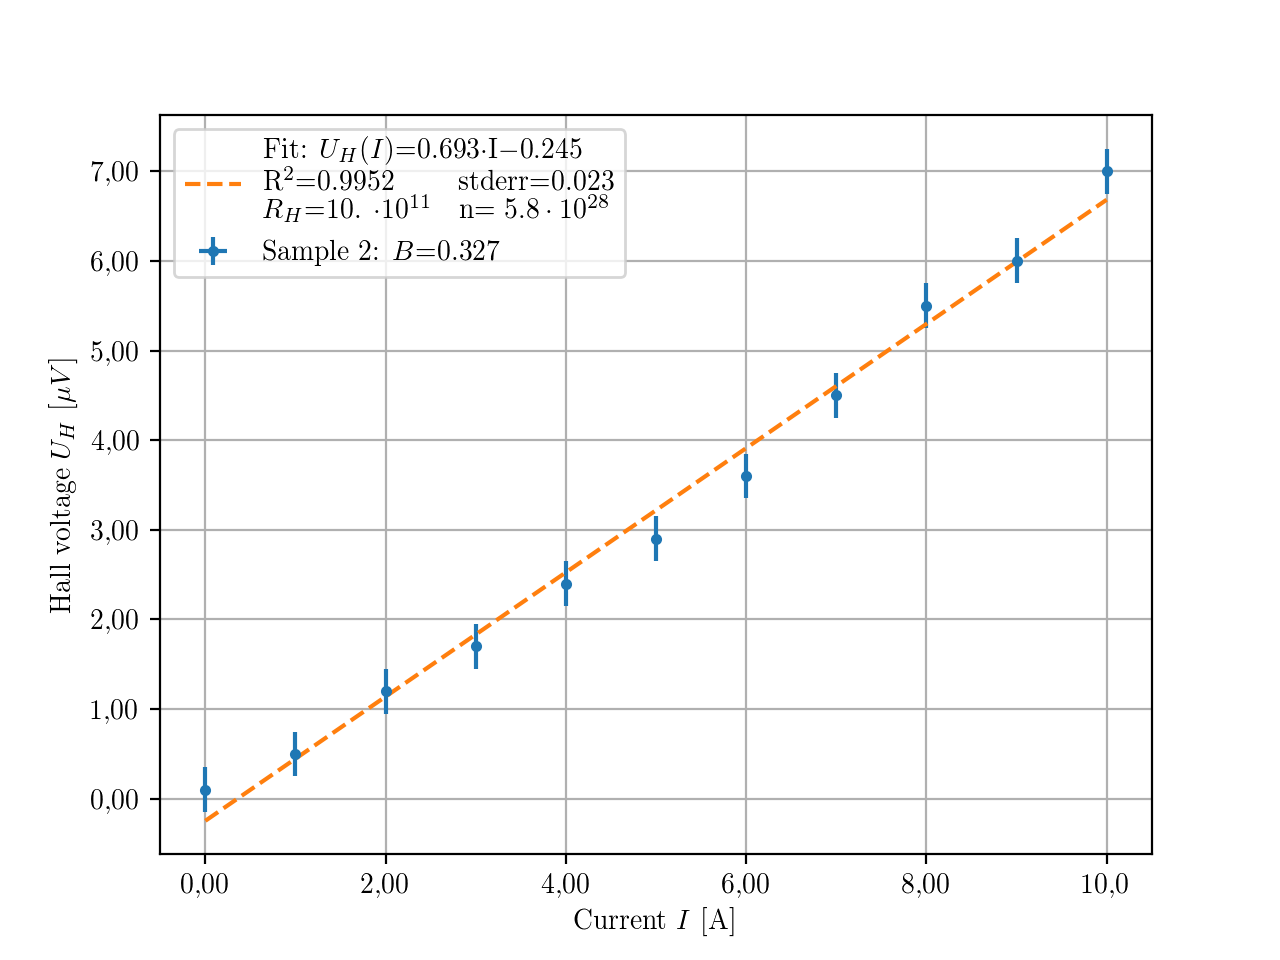 Fit: U_H(I)=0.693·I−0.245
R²=0.9952 stderr=0.023
R_H=10. ·10¹¹ n= 5.8 · 10²⁸
Sample 2: B=0.327
7,00
6,00
5,00
4,00
3,00
2,00
1,00
0,00
Hall voltage U_H [μV]
0,00 2,00 4,00 6,00 8,00 10,0
Current I [A]